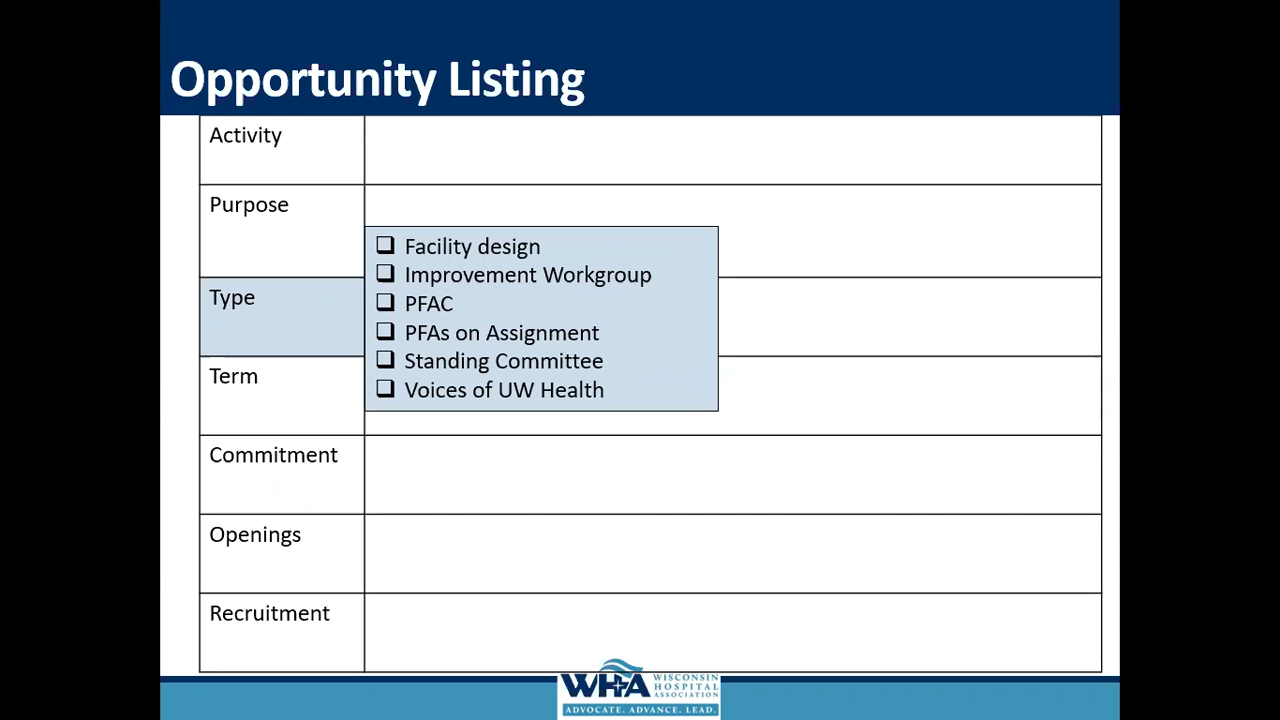 Opportunity Listing
Activity
Purpose
Facility design
Improvement Workgroup
PFAC
Type
PFAs on Assignment
Standing Committee
Term
Voices of UW Health
Commitment
Openings
Recruitment
WHA WISCONSIN
HOSPITAL
ASSOCIATION
ADVOCATE. ADVANCE. LEAD.